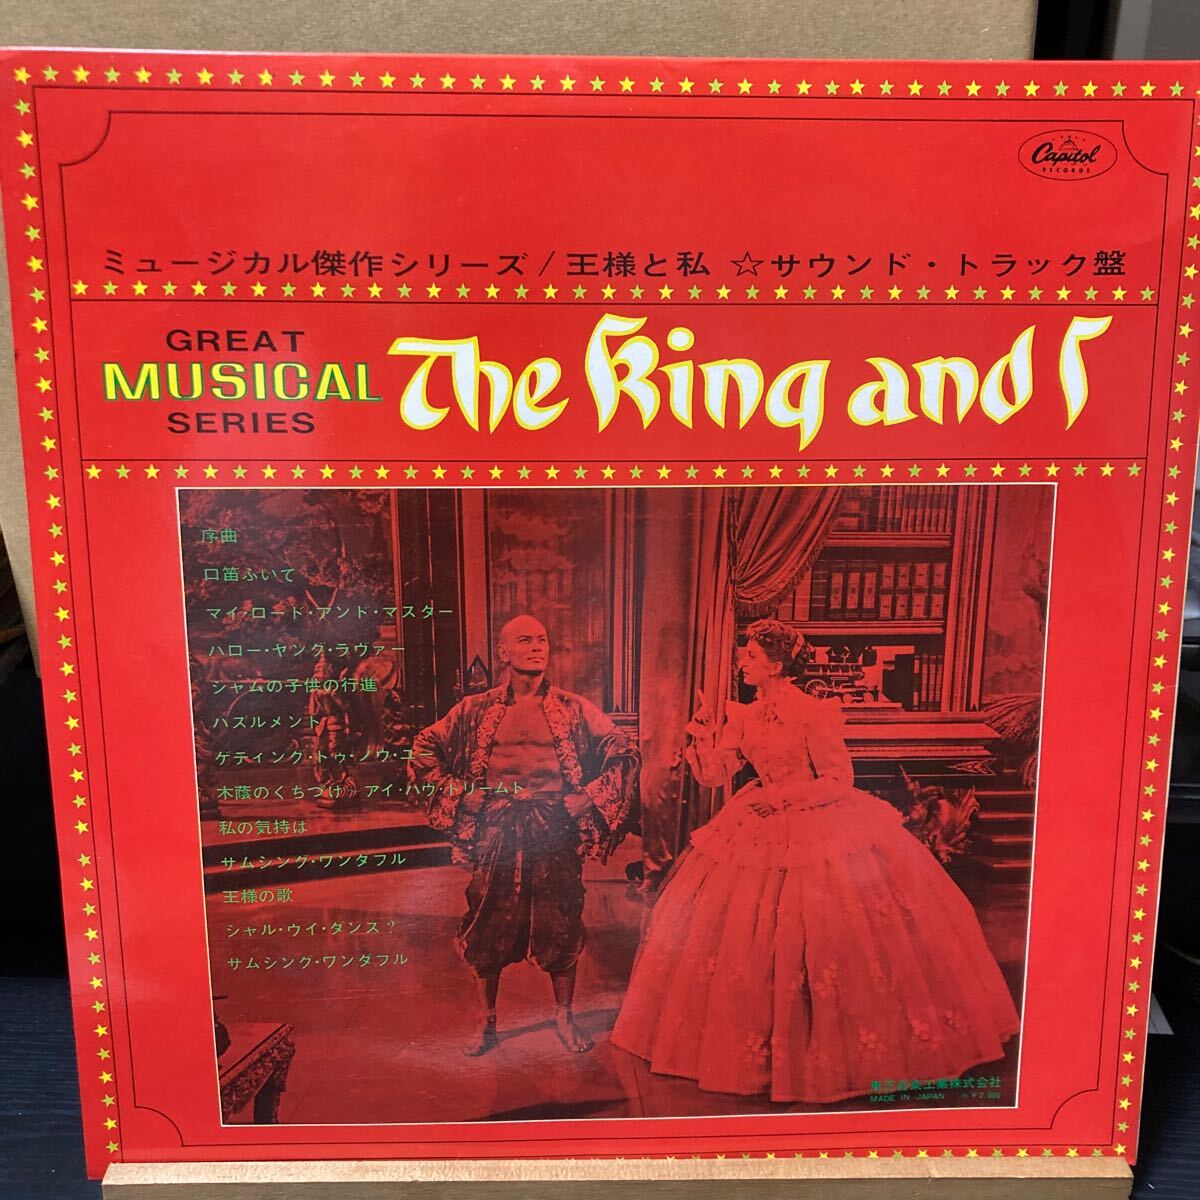 Capitol
RECORDS
ミュージカル傑作シリーズ/王様と私 ☆サウンド・トラック盤
GREAT
MUSICAL
SERIES
The King and I
序曲
口笛ふいて
マイ・ロード・アンド・マスター
ハロー・ヤング・ラヴァー
シャムの子供の行進
パズルメント
ゲティング・トゥ・ノウ・ユー
木蔭のくちづけ〜アイ・ハヴ・ドリームト
私の気持は
サムシング・ワンダフル
王様の歌
シャル・ウイ・ダンス?
サムシング・ワンダフル
東芝音楽工業株式会社
MADE IN JAPAN ¥2,000